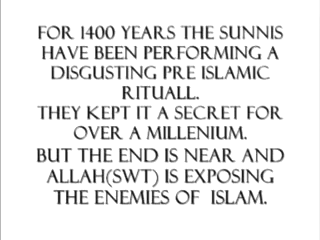 FOR 1400 YEARS THE SUNNIS
HAVE BEEN PERFORMING A
DISGUSTING PRE ISLAMIC
RITUALL.
THEY KEPT IT A SECRET FOR
OVER A MILLENIUM.
BUT THE END IS NEAR AND
ALLAH(SWT) IS EXPOSING
THE ENEMIES OF ISLAM.